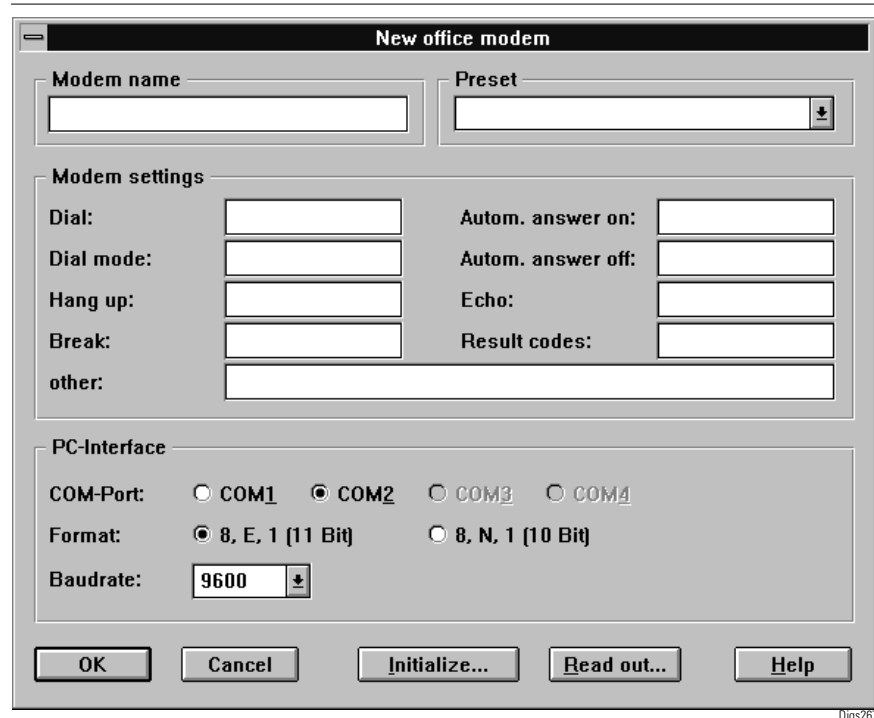 New office modem
Modem name
Preset
Modem settings
Dial:
Autom. answer on:
Dial mode:
Autom. answer off:
Hang up:
Echo:
Break:
Result codes:
other:
PC-Interface
COM-Port: COM1 COM2 COM3 COM4
Format: 8, E, 1 (11 Bit) 8, N, 1 (10 Bit)
Baudrate: 9600
OK Cancel Initialize... Read out... Help